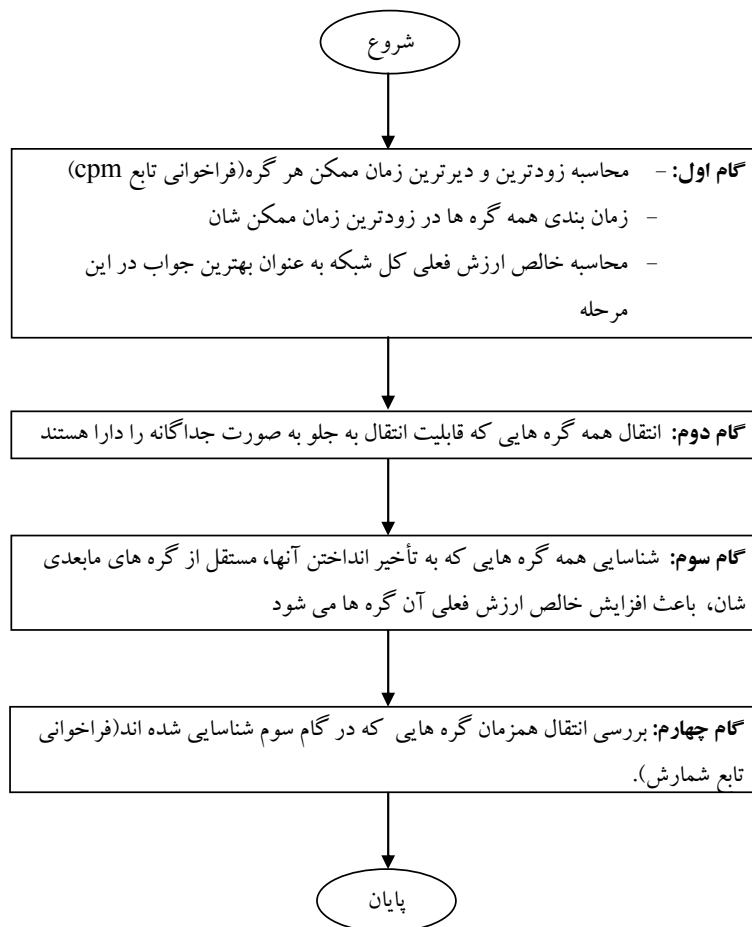 شروع
گام اول: – محاسبه زودترین و دیرترین زمان ممکن هر گره(فراخوانی تابع cpm)
– زمان بندی همه گره ها در زودترین زمان ممکن شان
– محاسبه خالص ارزش فعلی کل شبکه به عنوان بهترین جواب در این
مرحله
گام دوم: انتقال همه گره هایی که قابلیت انتقال به جلو به صورت جداگانه را دارا هستند
گام سوم: شناسایی همه گره هایی که به تأخیر انداختن آنها، مستقل از گره های مابعدی
شان، باعث افزایش خالص ارزش فعلی آن گره ها می شود
گام چهارم: بررسی انتقال همزمان گره هایی که در گام سوم شناسایی شده اند(فراخوانی
تابع شمارش).
پایان